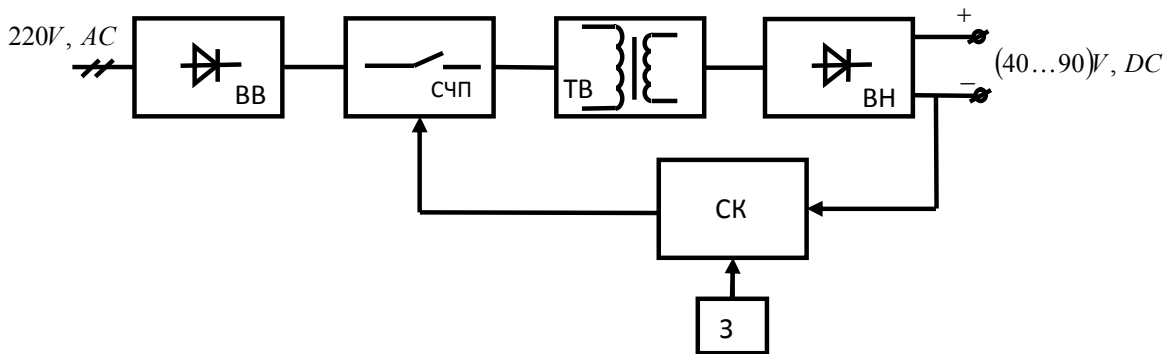 220V, AC
ВВ
СЧП
ТВ
ВН
+
−
(40...90)V, DC
СК
З